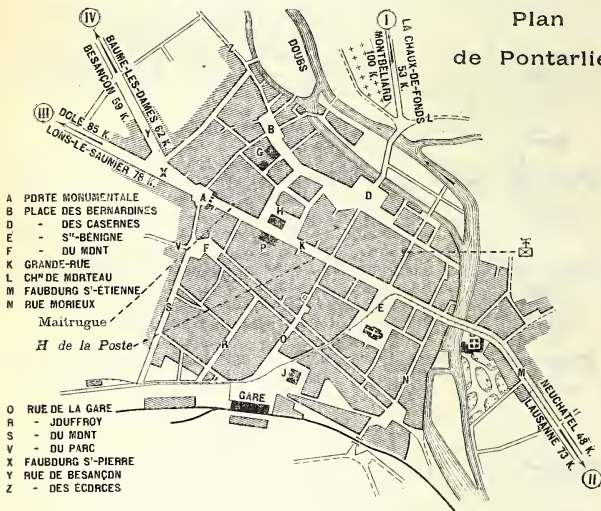 Plan
de Pontarlie
IV
BESANÇON 59 K.
BAUME-LES-DAMES 62 K.
III
DOLE 85 K.
LONS-LE-SAUNIER 76 K.
I
MONTBÉLIARD
100 K.
LA CHAUX-DE-FONDS
53 K.
DOUBS
A PORTE MONUMENTALE
B PLACE DES BERNARDINES
D - DES CASERNES
E - Sᵗ-BÉNIGNE
F - DU MONT
K GRANDE-RUE
L CHⁱⁿ DE MORTEAU
M FAUBOURG Sᵗ-ÉTIENNE
N RUE MORIEUX
Maîtrugue
H de la Poste
O RUE DE LA GARE
R - JOUFFROY
S - DU MONT
V - DU PARC
X FAUBOURG Sᵗ-PIERRE
Y RUE DE BESANÇON
Z - DES ÉCORCES
Z
Y
X
B
G
L
A
H
D
P
K
V
F
S
R
O
E
J
N
M
GARE
NEUCHATEL 48 K.
LAUSANNE 73 K.
II